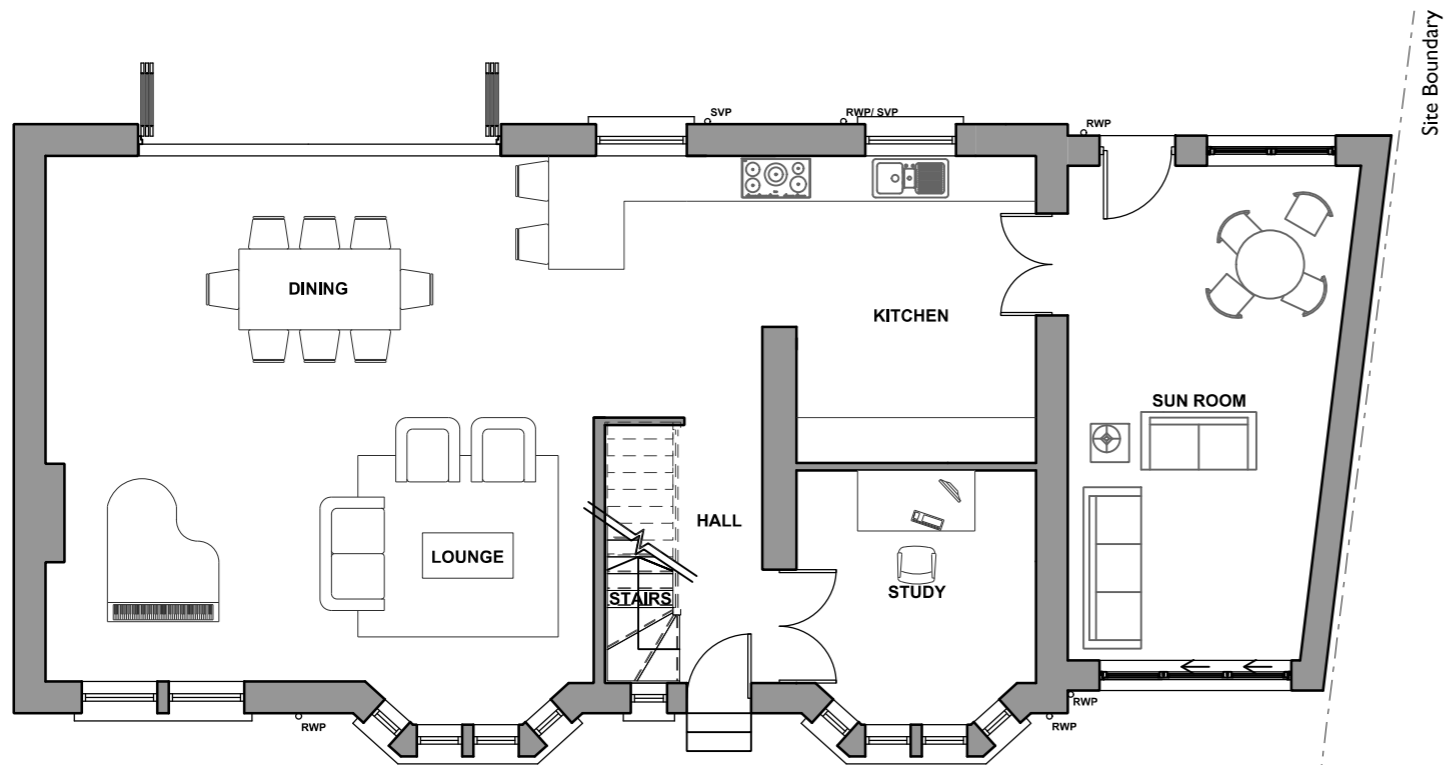 Site Boundary
SVP
RWP/ SVP
RWP
DINING
KITCHEN
SUN ROOM
HALL
LOUNGE
STUDY
STAIRS
RWP
RWP
RWP